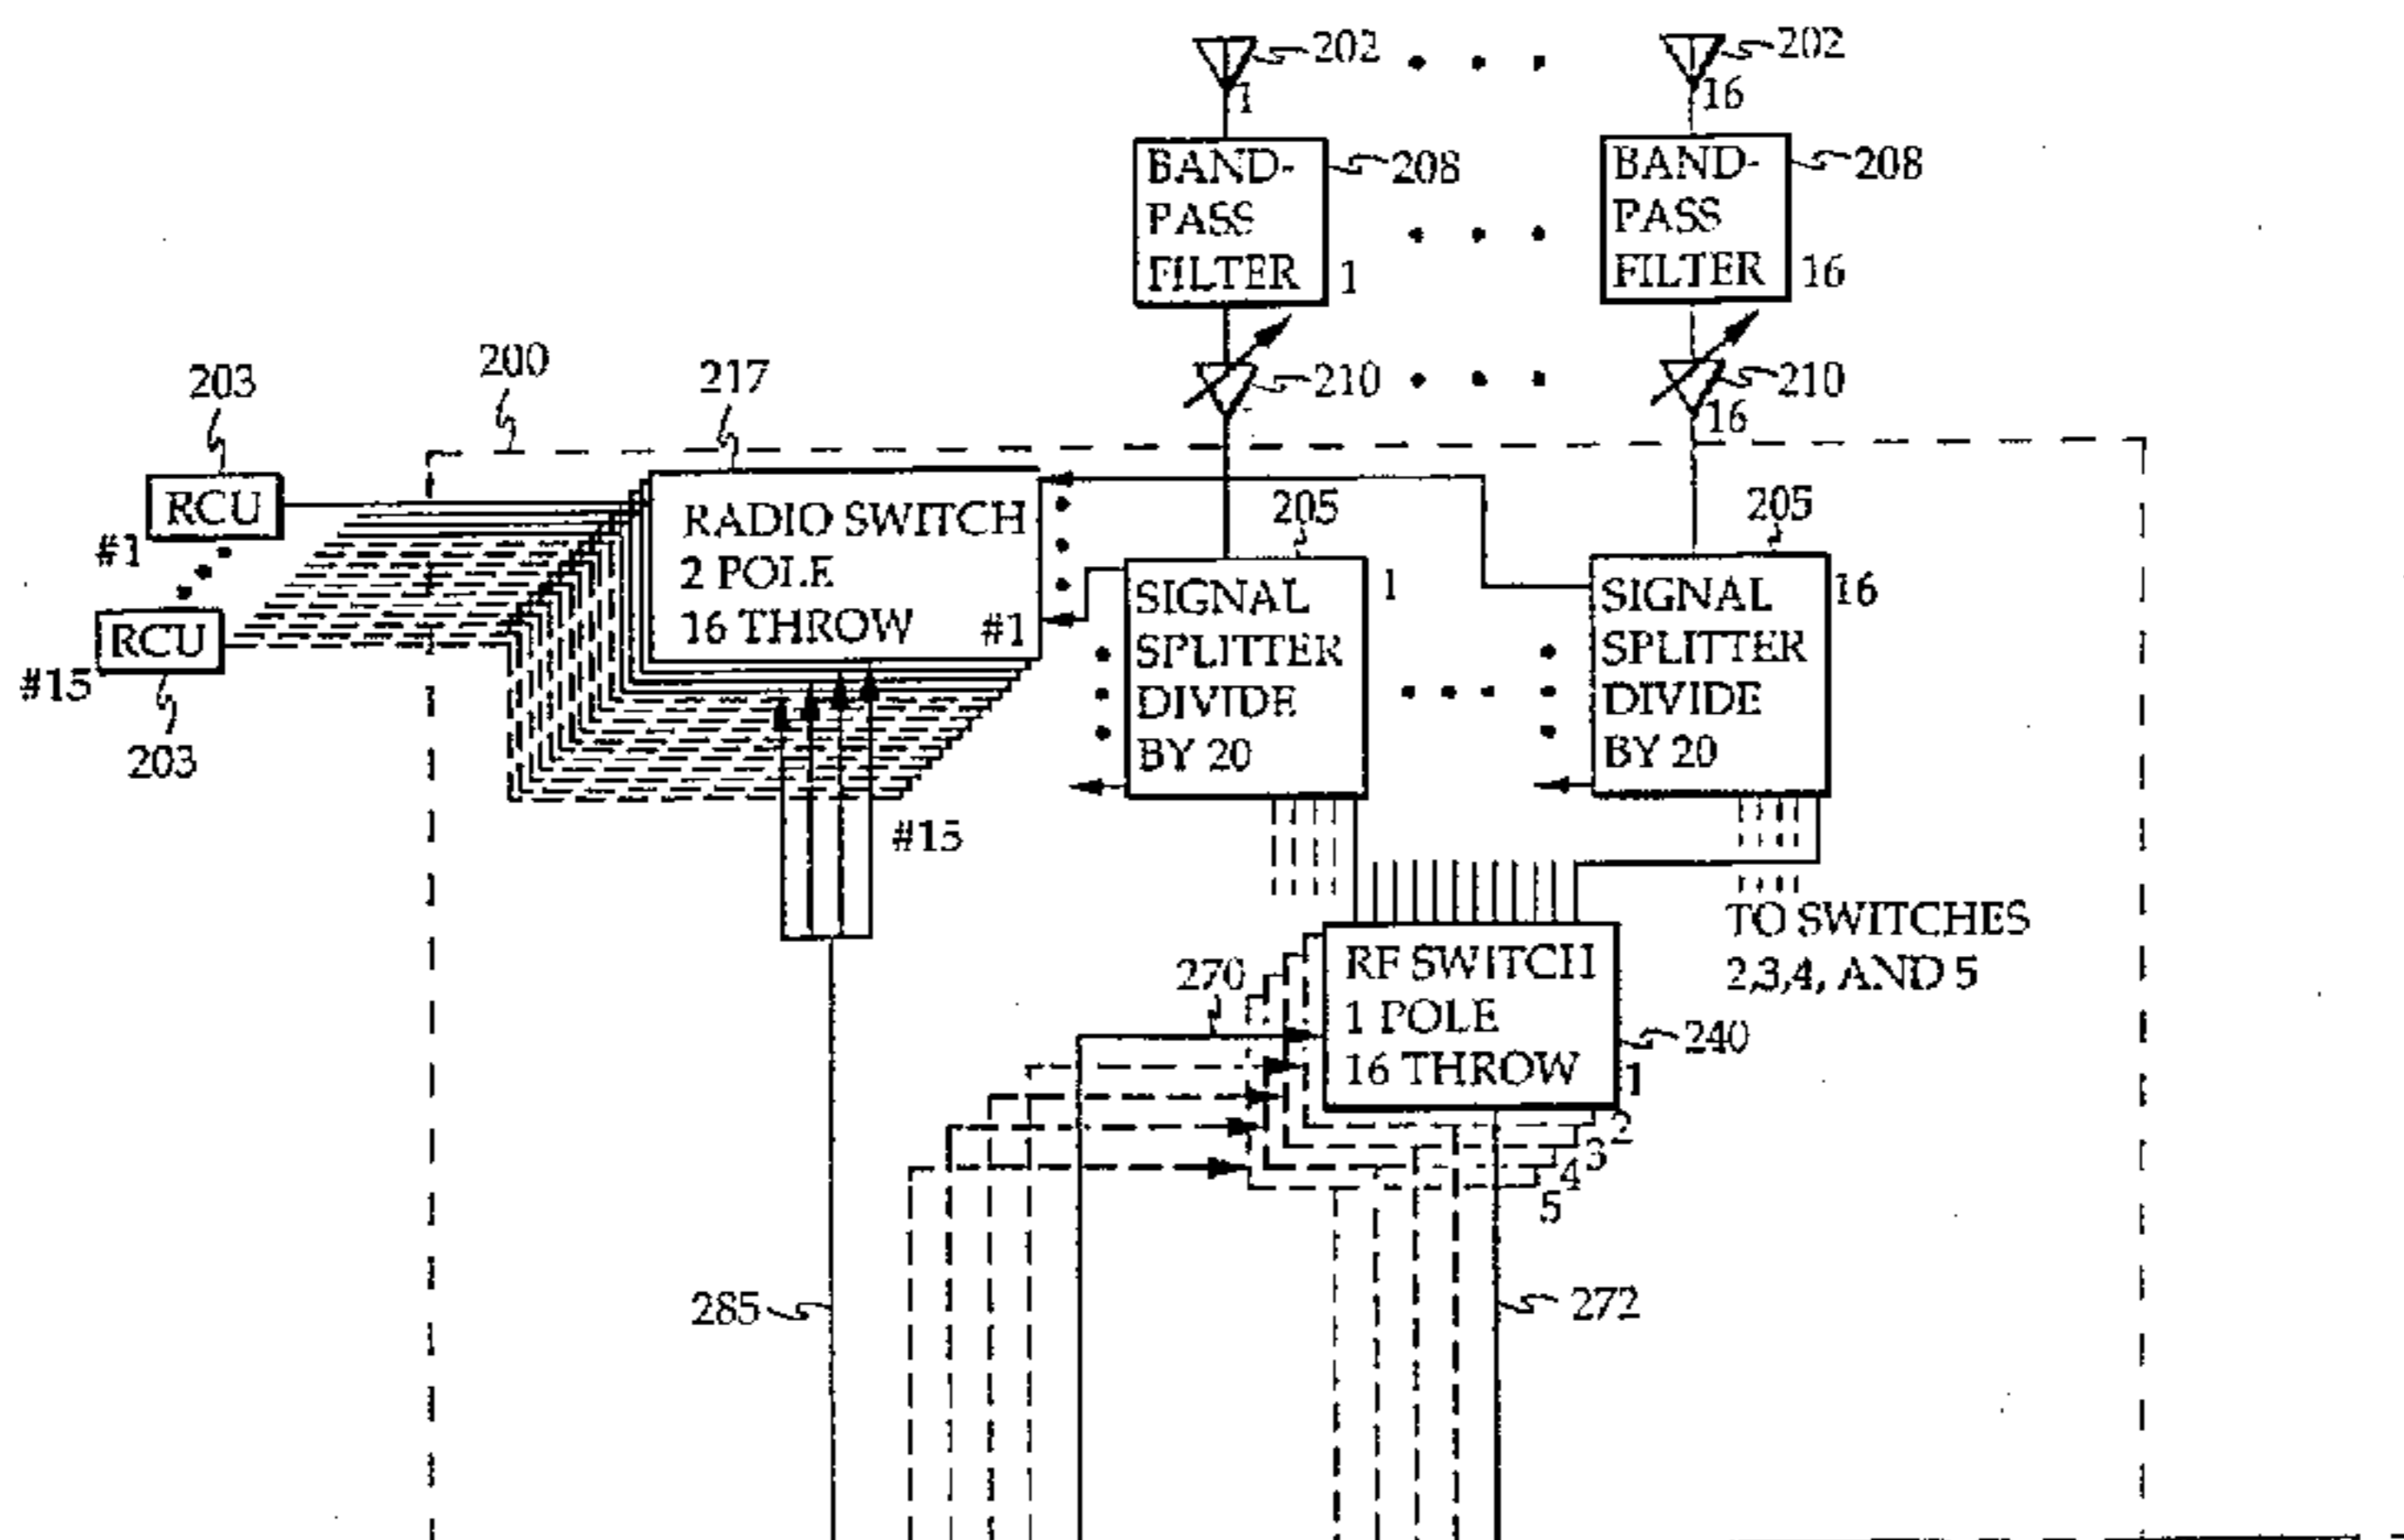 202
202
1
16
BAND-
PASS
FILTER
208
1
BAND-
PASS
FILTER
208
16
210
210
16
203
200
217
RCU
#1
RCU
#15
203
RADIO SWITCH
2 POLE
16 THROW #1
#15
205
SIGNAL
SPLITTER
DIVIDE
BY 20
1
205
SIGNAL
SPLITTER
DIVIDE
BY 20
16
TO SWITCHES
2,3,4, AND 5
270
RF SWITCH
1 POLE
16 THROW
240
1
2
3
4
5
285
272